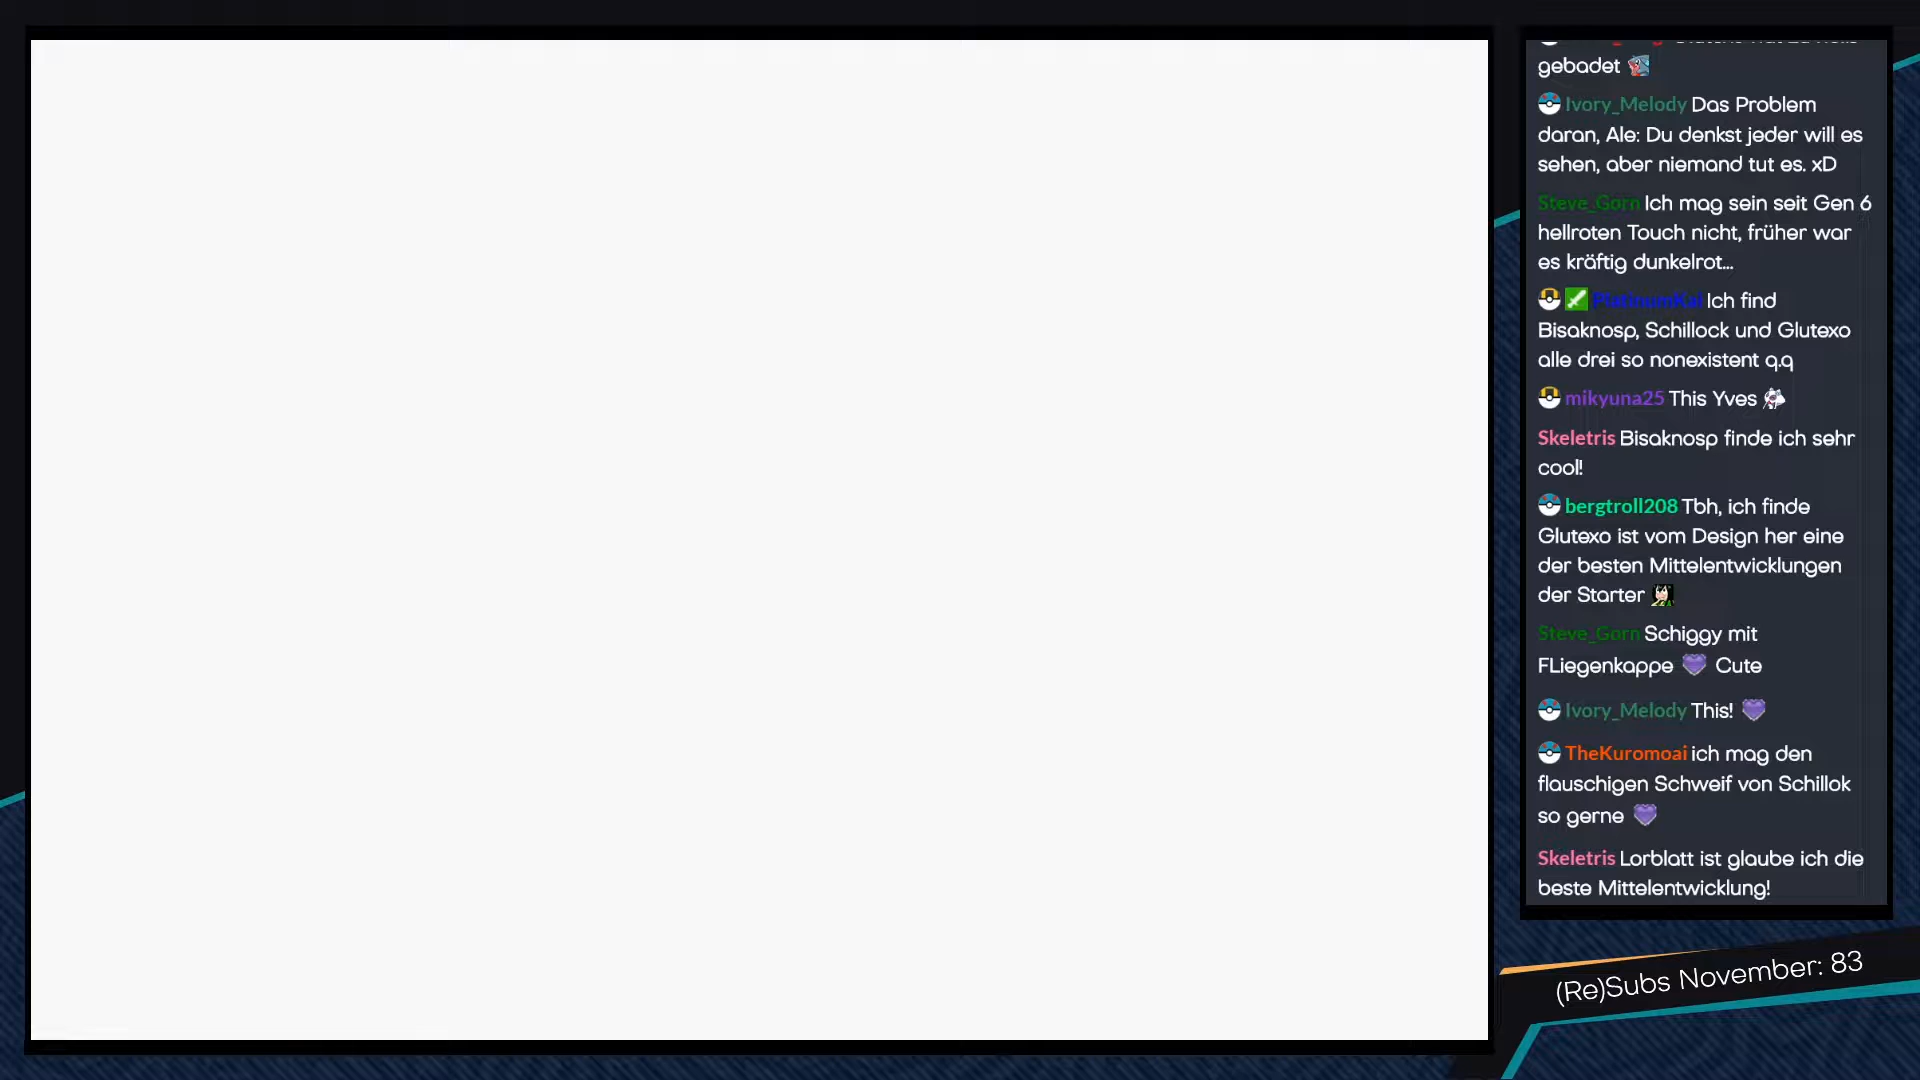 gebadet
Ivory_Melody Das Problem
daran, Ale: Du denkst jeder will es
sehen, aber niemand tut es. xD
Steve_Gorn Ich mag sein seit Gen 6
hellroten Touch nicht, früher war
es kräftig dunkelrot...
PlatinumKai Ich find
Bisaknosp, Schillock und Glutexo
alle drei so nonexistent q.q
mikyuna25 This Yves
Skeletris Bisaknosp finde ich sehr
cool!
bergtroll208 Tbh, ich finde
Glutexo ist vom Design her eine
der besten Mittelentwicklungen
der Starter
Steve_Gorn Schiggy mit
FLiegenkappe Cute
Ivory_Melody This!
TheKuromoai ich mag den
flauschigen Schweif von Schillok
so gerne
Skeletris Lorblatt ist glaube ich die
beste Mittelentwicklung!
(Re)Subs November: 83